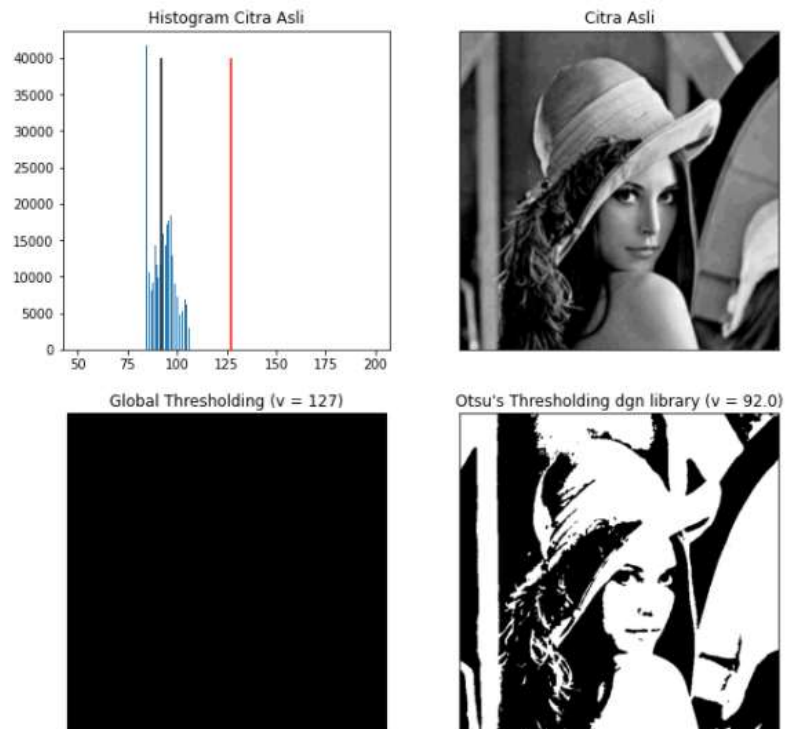 Histogram Citra Asli
40000
35000
30000
25000
20000
15000
10000
5000
0
50 75 100 125 150 175 200
Citra Asli
Global Thresholding (v = 127)
Otsu's Thresholding dgn library (v = 92.0)